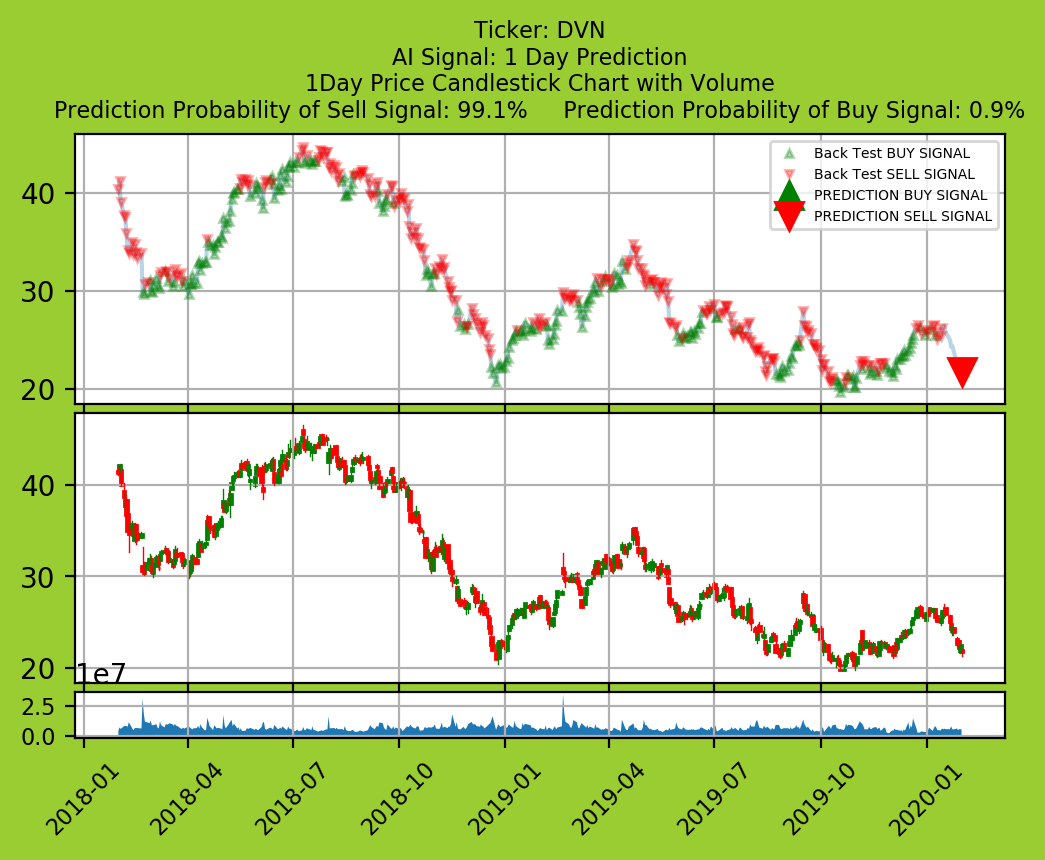 Ticker: DVN
AI Signal: 1 Day Prediction
1Day Price Candlestick Chart with Volume
Prediction Probability of Sell Signal: 99.1%     Prediction Probability of Buy Signal: 0.9%
Back Test BUY SIGNAL
Back Test SELL SIGNAL
PREDICTION BUY SIGNAL
PREDICTION SELL SIGNAL
40
30
20
40
30
20
1e7
2.5
0.0
2018-01
2018-04
2018-07
2018-10
2019-01
2019-04
2019-07
2019-10
2020-01